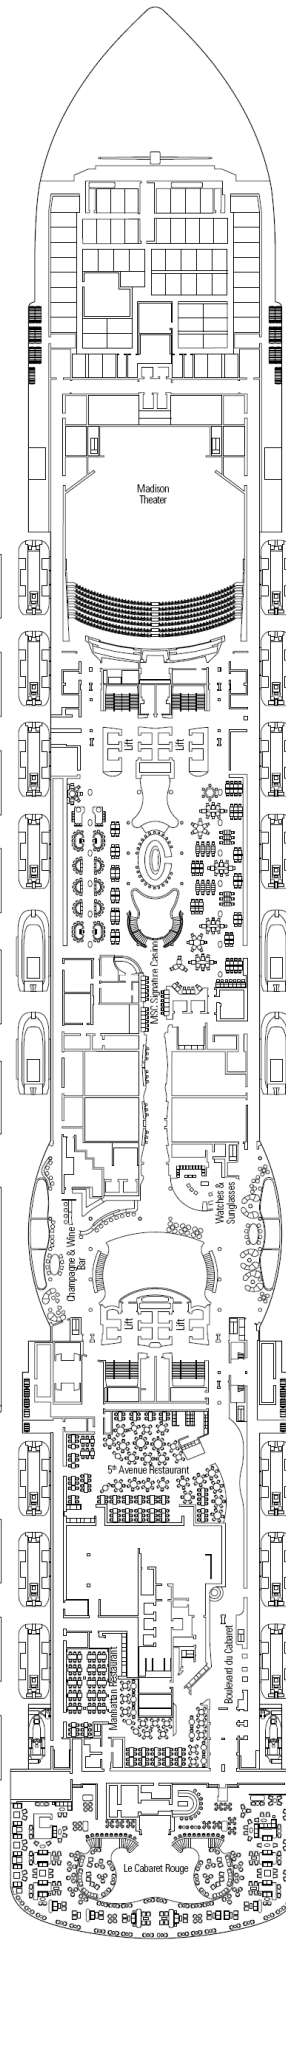 Madison
Theater
Lift
Lift
MSC Signature Casino
Watches &
Sunglasses
Champagne & Wine
Bar
Lift
Lift
5th Avenue Restaurant
Boulevard du Cabaret
Manhattan Restaurant
Le Cabaret Rouge